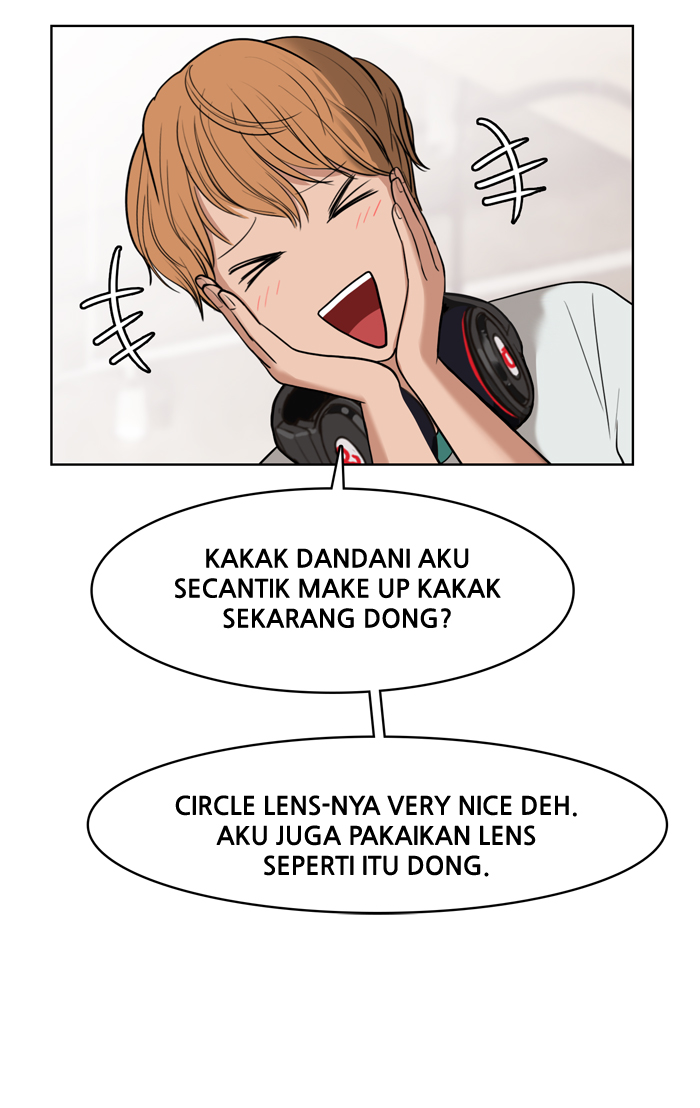 KAKAK DANDANI AKU
SECANTIK MAKE UP KAKAK
SEKARANG DONG?
CIRCLE LENS-NYA VERY NICE DEH.
AKU JUGA PAKAIKAN LENS
SEPERTI ITU DONG.